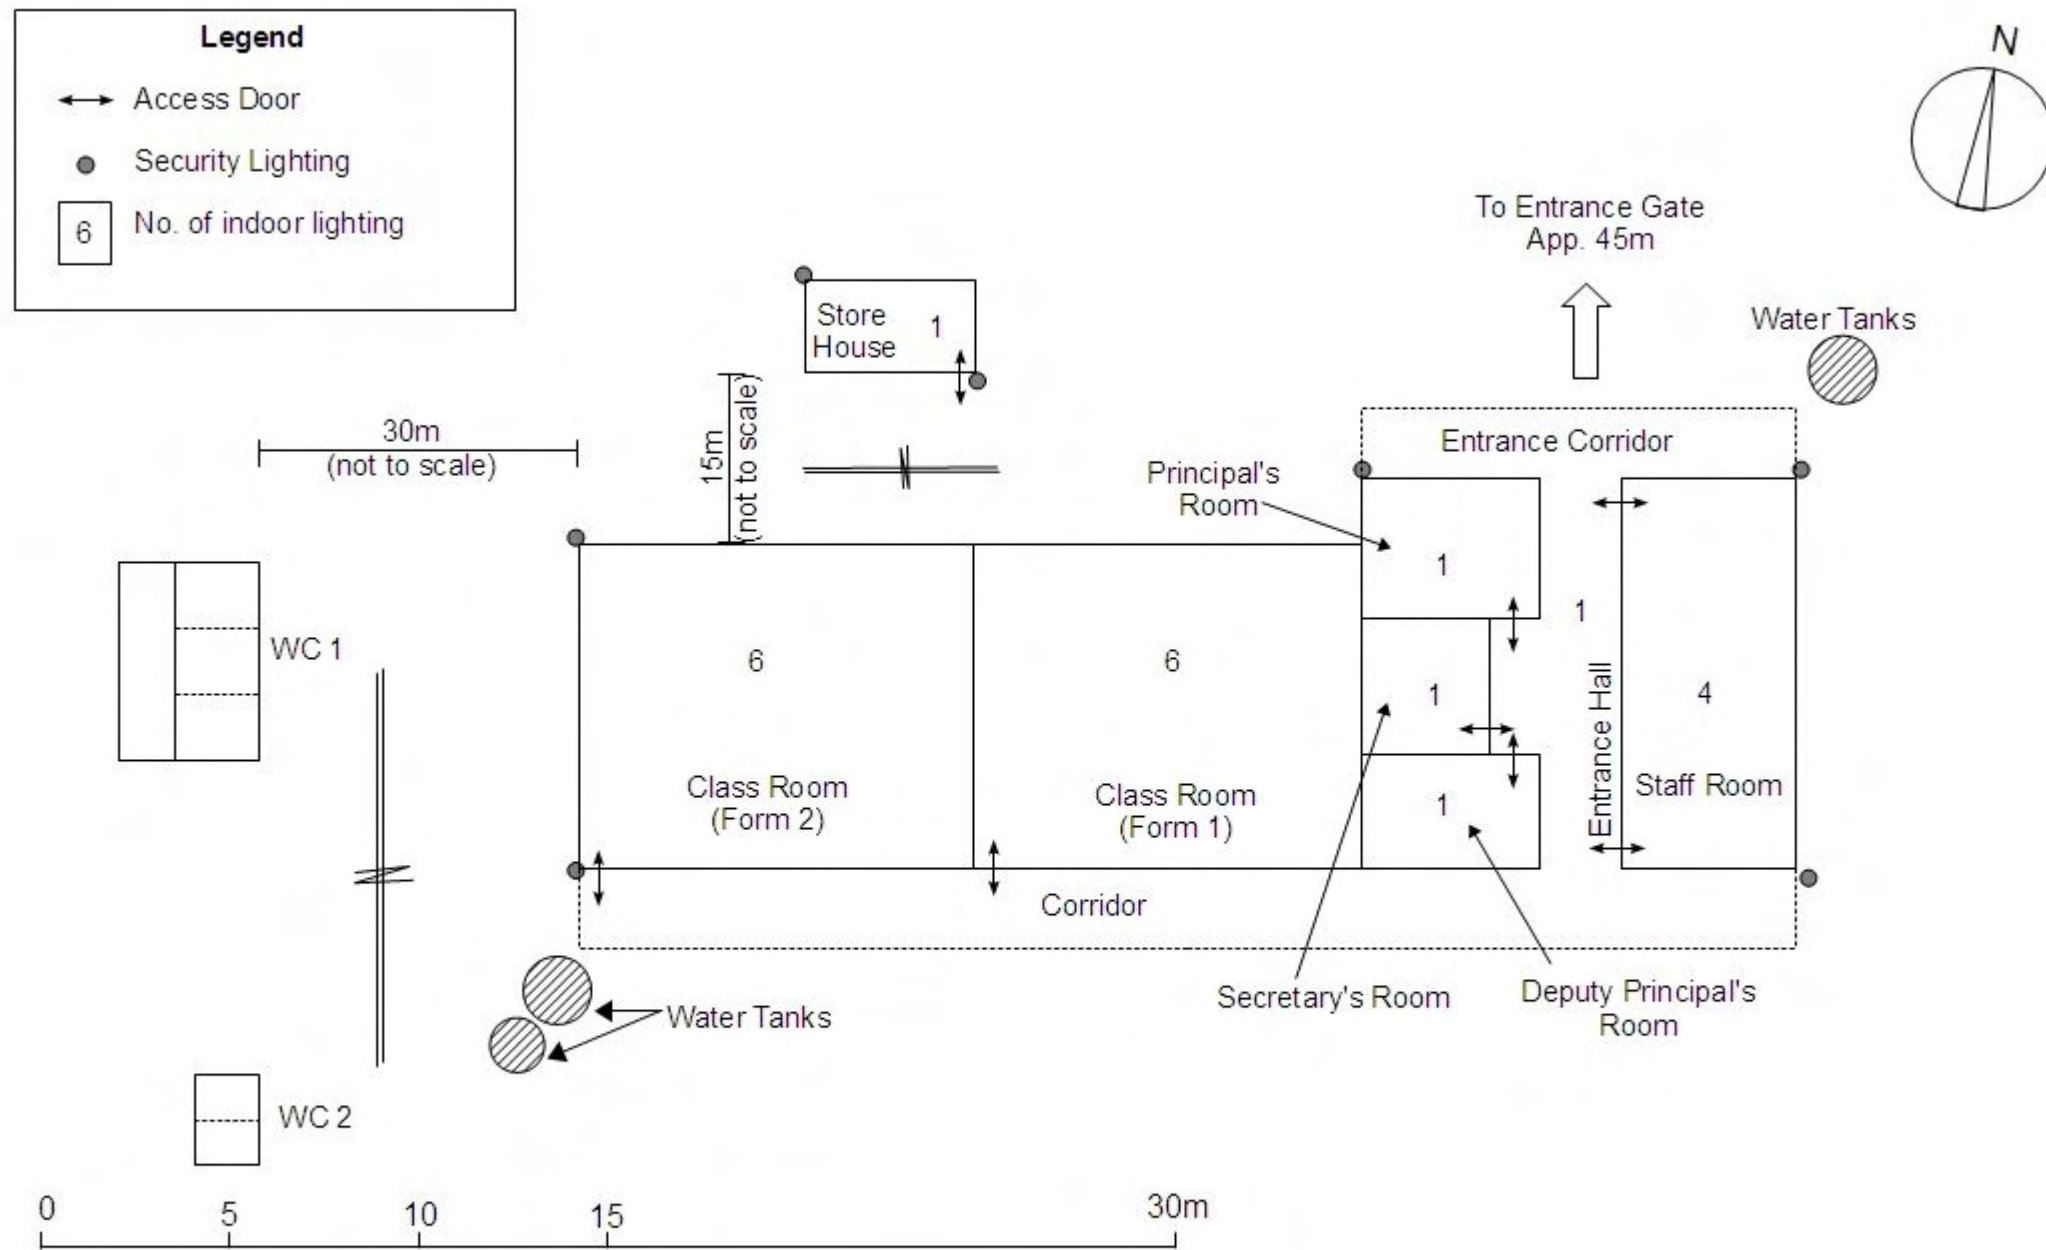 Legend
Access Door
Security Lighting
6
No. of indoor lighting
N
To Entrance Gate
App. 45m
Water Tanks
Store
House
1
30m
(not to scale)
15m
(not to scale)
Entrance Corridor
Principal's
Room
1
1
WC 1
6
6
1
4
Entrance Hall
Class Room
(Form 2)
Class Room
(Form 1)
1
Staff Room
Corridor
Secretary's Room
Deputy Principal's
Room
Water Tanks
WC 2
0
5
10
15
30m